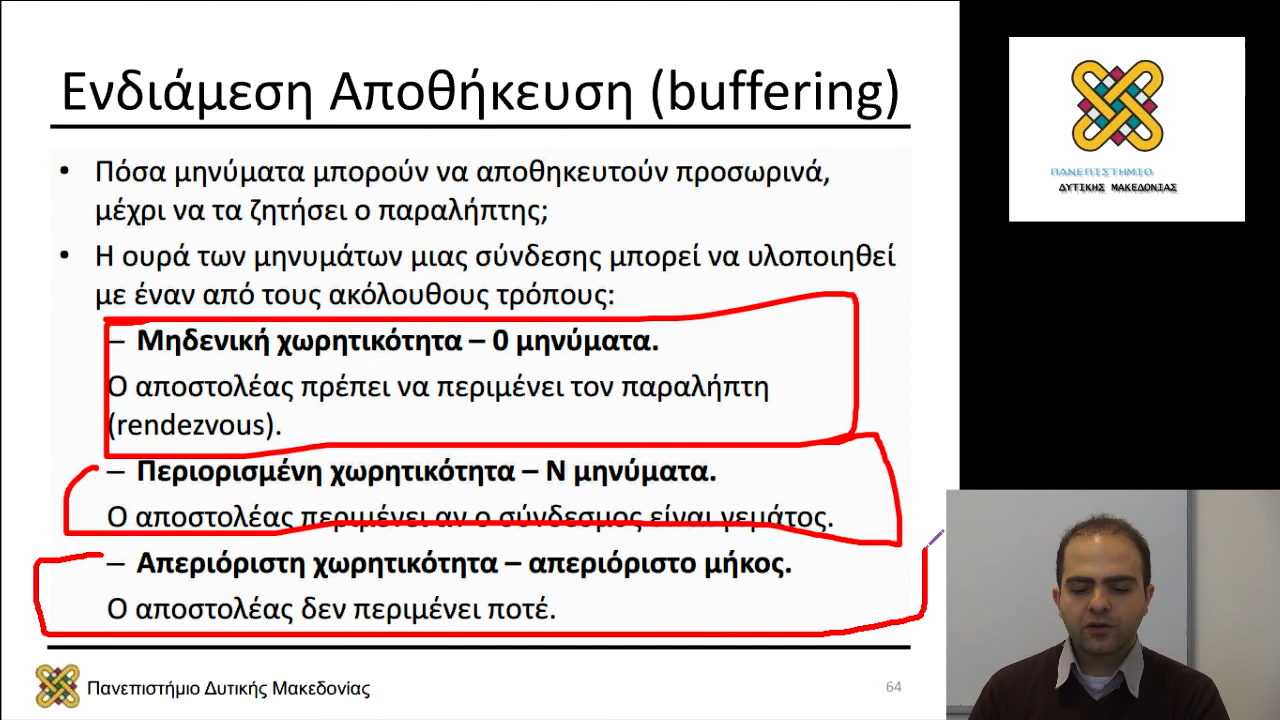 Ενδιάμεση Αποθήκευση (buffering)
• Πόσα μηνύματα μπορούν να αποθηκευτούν προσωρινά,
μέχρι να τα ζητήσει ο παραλήπτης;
• Η ουρά των μηνυμάτων μιας σύνδεσης μπορεί να υλοποιηθεί
με έναν από τους ακόλουθους τρόπους:
– Μηδενική χωρητικότητα – 0 μηνύματα.
Ο αποστολέας πρέπει να περιμένει τον παραλήπτη
(rendezvous).
– Περιορισμένη χωρητικότητα – Ν μηνύματα.
Ο αποστολέας περιμένει αν ο σύνδεσμος είναι γεμάτος.
– Απεριόριστη χωρητικότητα – απεριόριστο μήκος.
Ο αποστολέας δεν περιμένει ποτέ.
Πανεπιστήμιο Δυτικής Μακεδονίας
64
ΠΑΝΕΠΙΣΤΗΜΙΟ
ΔΥΤΙΚΗΣ ΜΑΚΕΔΟΝΙΑΣ